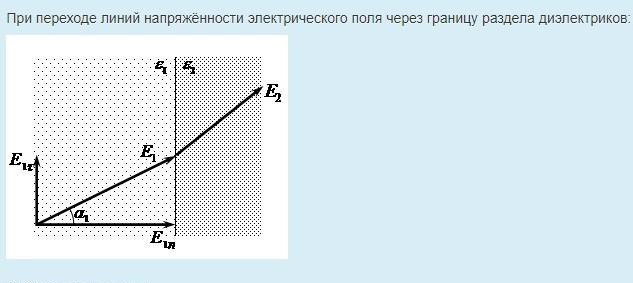 При переходе линий напряжённости электрического поля через границу раздела диэлектриков:
ε₁ ε₂
E₂
E₁
E₁τ
α₁
E₁n